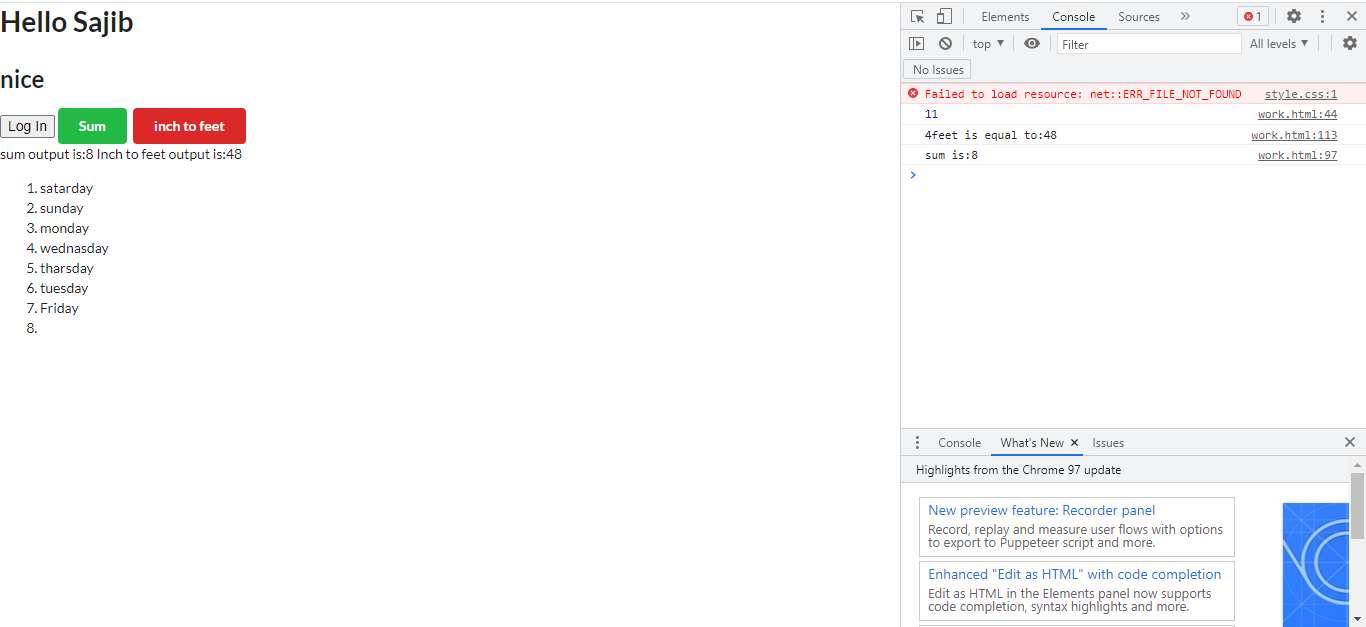 Hello Sajib
nice
Log In Sum inch to feet
sum output is:8 Inch to feet output is:48
1. satarday
2. sunday
3. monday
4. wednasday
5. tharsday
6. tuesday
7. Friday
8.
Elements Console Sources » 1
top ▼ Filter All levels ▼
No Issues
Failed to load resource: net::ERR_FILE_NOT_FOUND style.css:1
11 work.html:44
4feet is equal to:48 work.html:113
sum is:8 work.html:97
Console What's New × Issues
Highlights from the Chrome 97 update
New preview feature: Recorder panel
Record, replay and measure user flows with options
to export to Puppeteer script and more.
Enhanced "Edit as HTML" with code completion
Edit as HTML in the Elements panel now supports
code completion, syntax highlights and more.